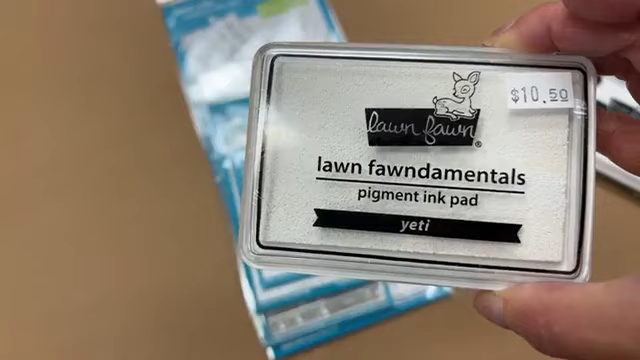 $10.50
lawn fawn®
lawn fawndamentals
pigment ink pad
yeti